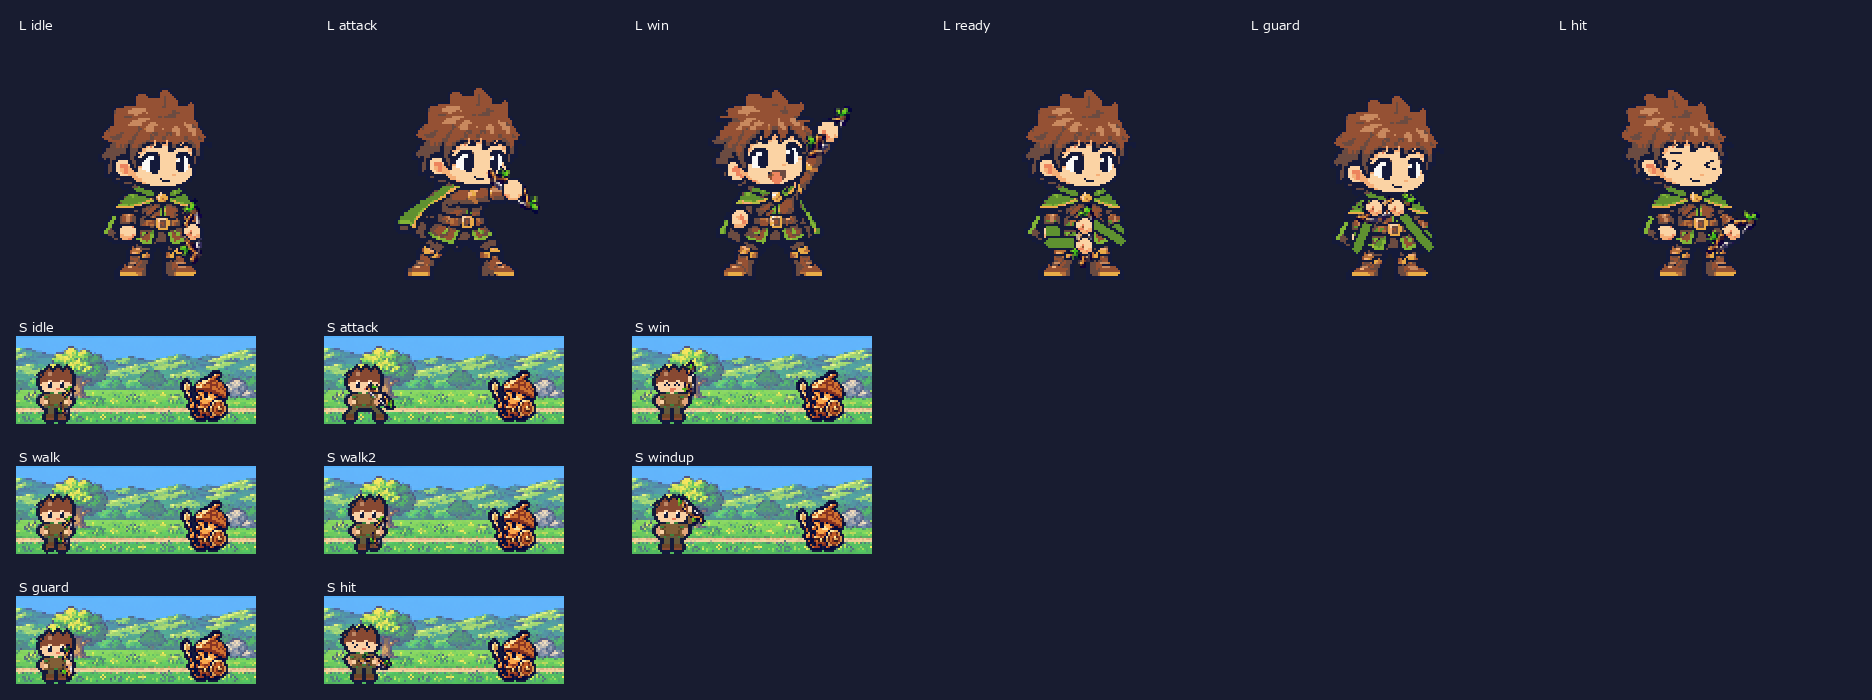 L idle
L attack
L win
L ready
L guard
L hit
S idle
S attack
S win
S walk
S walk2
S windup
S guard
S hit